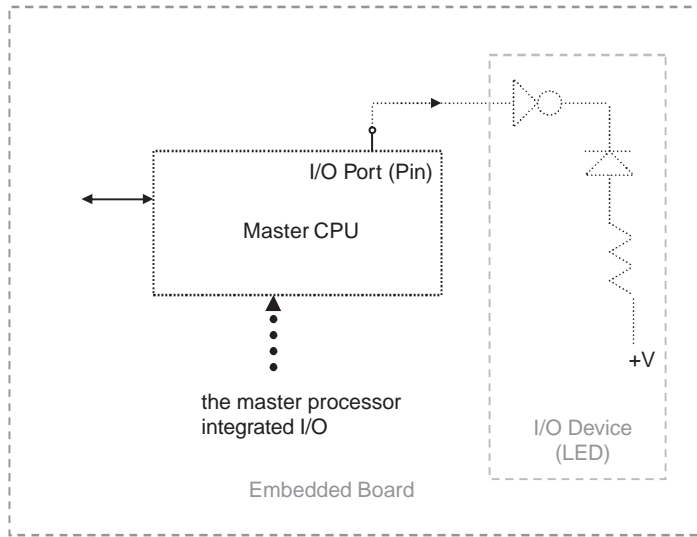 I/O Port (Pin)
Master CPU
+V
the master processor
integrated I/O
I/O Device
(LED)
Embedded Board